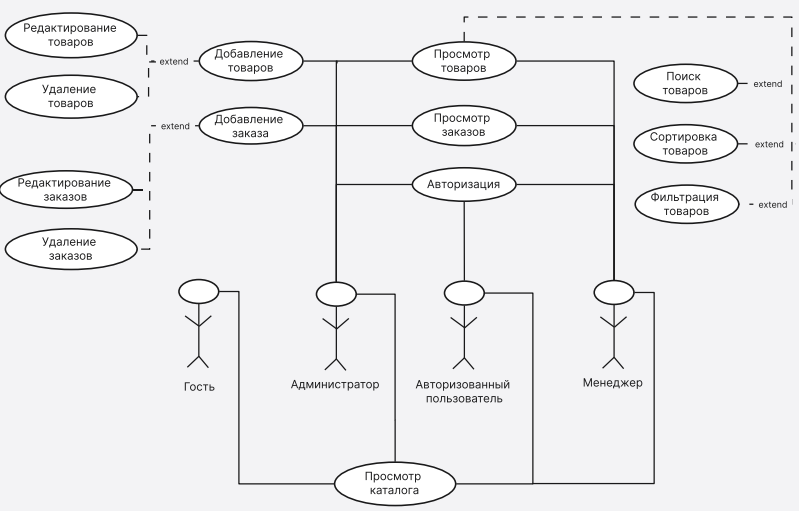 Редактирование
товаров
Удаление
товаров
extend
Добавление
товаров
Просмотр
товаров
Поиск
товаров
extend
extend
Добавление
заказа
Просмотр
заказов
Сортировка
товаров
extend
Редактирование
заказов
Авторизация
Фильтрация
товаров
extend
Удаление
заказов
Гость
Администратор
Авторизованный
пользователь
Менеджер
Просмотр
каталога